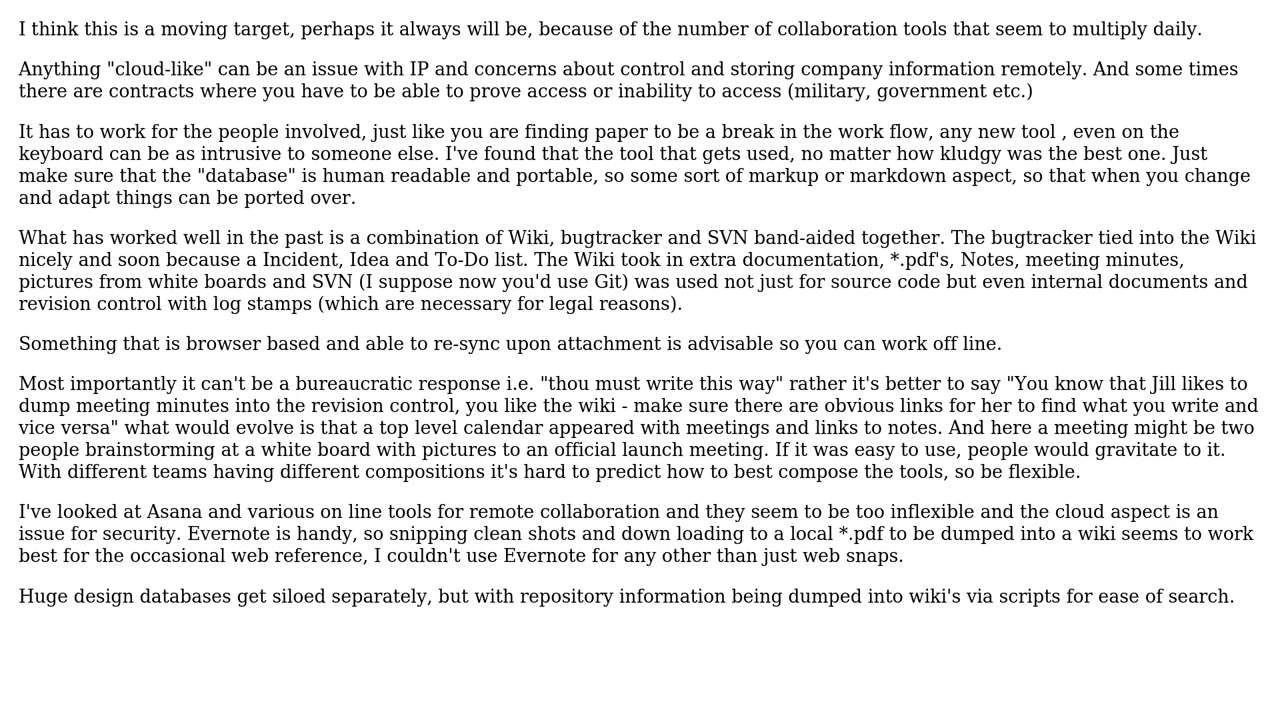 I think this is a moving target, perhaps it always will be, because of the number of collaboration tools that seem to multiply daily.
Anything "cloud-like" can be an issue with IP and concerns about control and storing company information remotely. And some times
there are contracts where you have to be able to prove access or inability to access (military, government etc.)
It has to work for the people involved, just like you are finding paper to be a break in the work flow, any new tool , even on the
keyboard can be as intrusive to someone else. I've found that the tool that gets used, no matter how kludgy was the best one. Just
make sure that the "database" is human readable and portable, so some sort of markup or markdown aspect, so that when you change
and adapt things can be ported over.
What has worked well in the past is a combination of Wiki, bugtracker and SVN band-aided together. The bugtracker tied into the Wiki
nicely and soon because a Incident, Idea and To-Do list. The Wiki took in extra documentation, *.pdf's, Notes, meeting minutes,
pictures from white boards and SVN (I suppose now you'd use Git) was used not just for source code but even internal documents and
revision control with log stamps (which are necessary for legal reasons).
Something that is browser based and able to re-sync upon attachment is advisable so you can work off line.
Most importantly it can't be a bureaucratic response i.e. "thou must write this way" rather it's better to say "You know that Jill likes to
dump meeting minutes into the revision control, you like the wiki - make sure there are obvious links for her to find what you write and
vice versa" what would evolve is that a top level calendar appeared with meetings and links to notes. And here a meeting might be two
people brainstorming at a white board with pictures to an official launch meeting. If it was easy to use, people would gravitate to it.
With different teams having different compositions it's hard to predict how to best compose the tools, so be flexible.
I've looked at Asana and various on line tools for remote collaboration and they seem to be too inflexible and the cloud aspect is an
issue for security. Evernote is handy, so snipping clean shots and down loading to a local *.pdf to be dumped into a wiki seems to work
best for the occasional web reference, I couldn't use Evernote for any other than just web snaps.
Huge design databases get siloed separately, but with repository information being dumped into wiki's via scripts for ease of search.